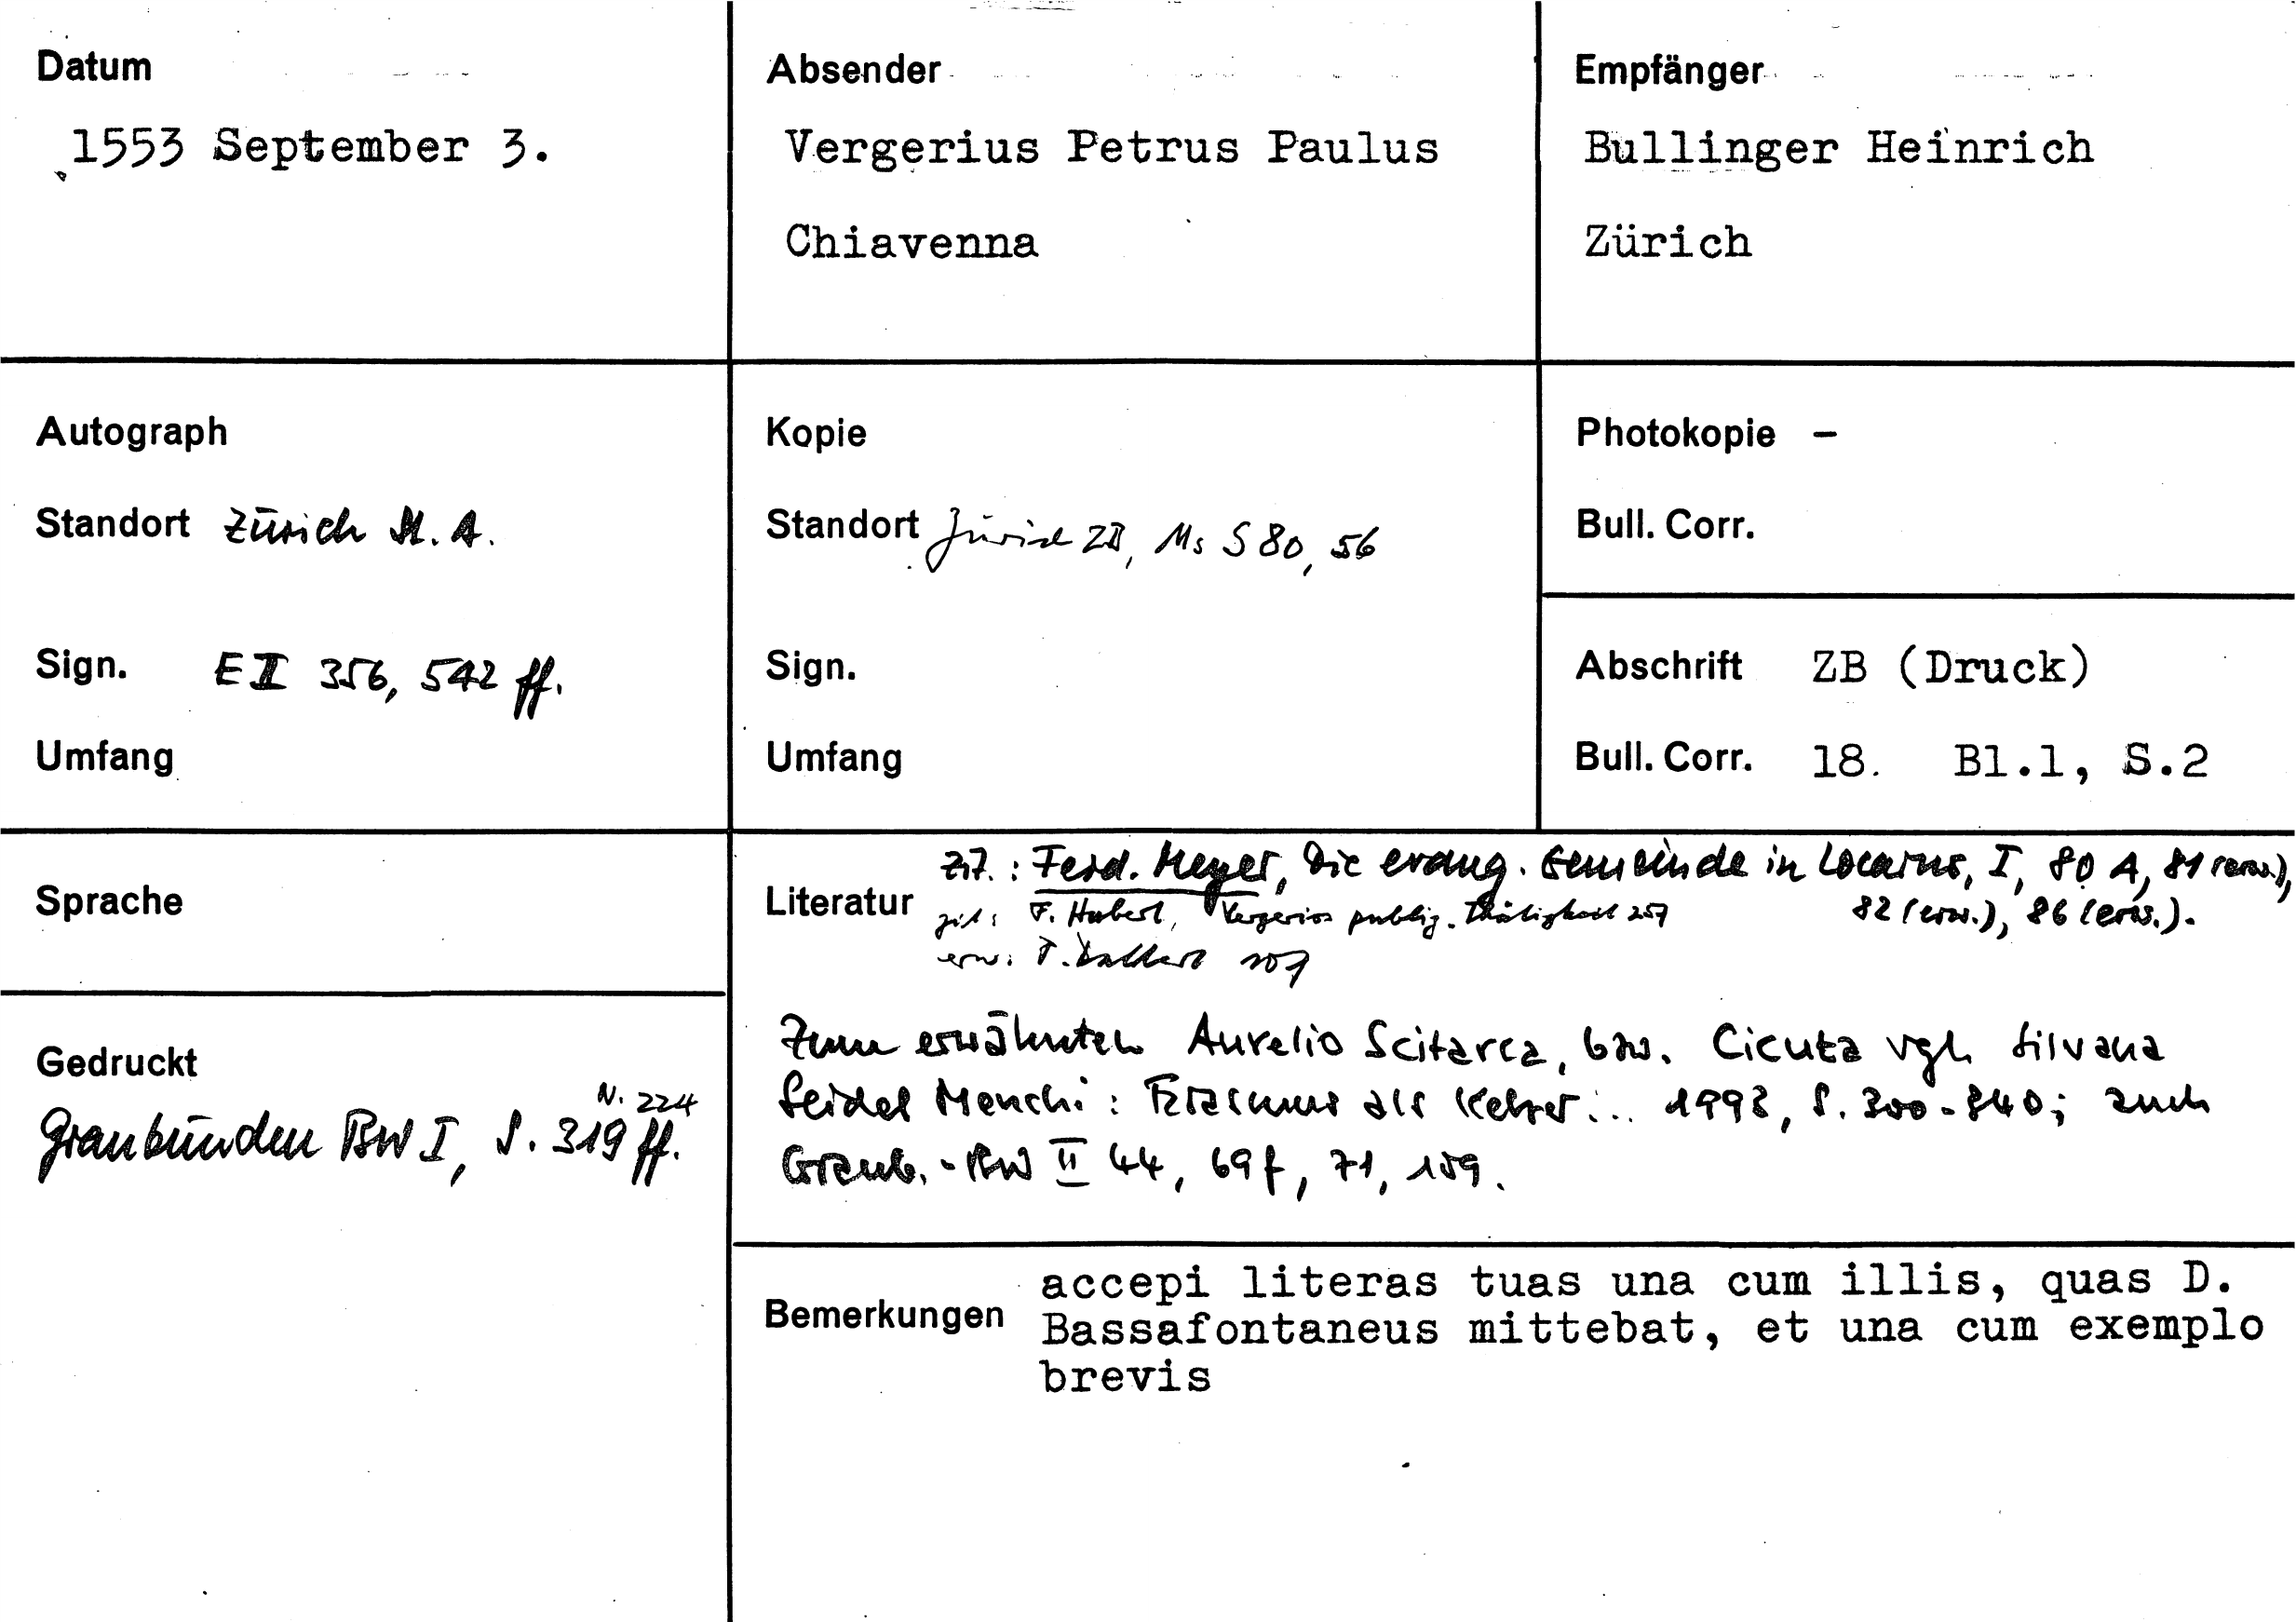 Datum
1553 September 3.
Absender
Vergerius Petrus Paulus
Chiavenna
Empfänger
Bullinger Heinrich
Zürich
Autograph
Standort Zürich St. A.
Sign. E II 356, 542 ff.
Umfang
Kopie
Standort Zürich ZB, Ms S 80, 56
Sign.
Umfang
Photokopie –
Bull. Corr.
Abschrift ZB (Druck)
Bull. Corr. 18. Bl.1, S.2
Sprache
Gedruckt
N. 224
Graubünden BW I, S. 319 ff.
Literatur
Zit.: Ferd. Meyer, Die evang. Gemeinde in Locarno, I, 80 A, 81 (erw.),
82 (erw.), 86 (erw.).
zit: F. Hubert, Vergerios publiz. Thätigkeit 257
erw:
Zum erwähnten Aurelio Scitarca, bzw. Cicuta vgl. Silvana
Seidel Menchi: Erasmus als Ketzer... 1993, S. 300-340; auch
Graub.-BW II 44, 69f, 71, 159.
Bemerkungen
accepi literas tuas una cum illis, quas D.
Bassafontaneus mittebat, et una cum exemplo
brevis